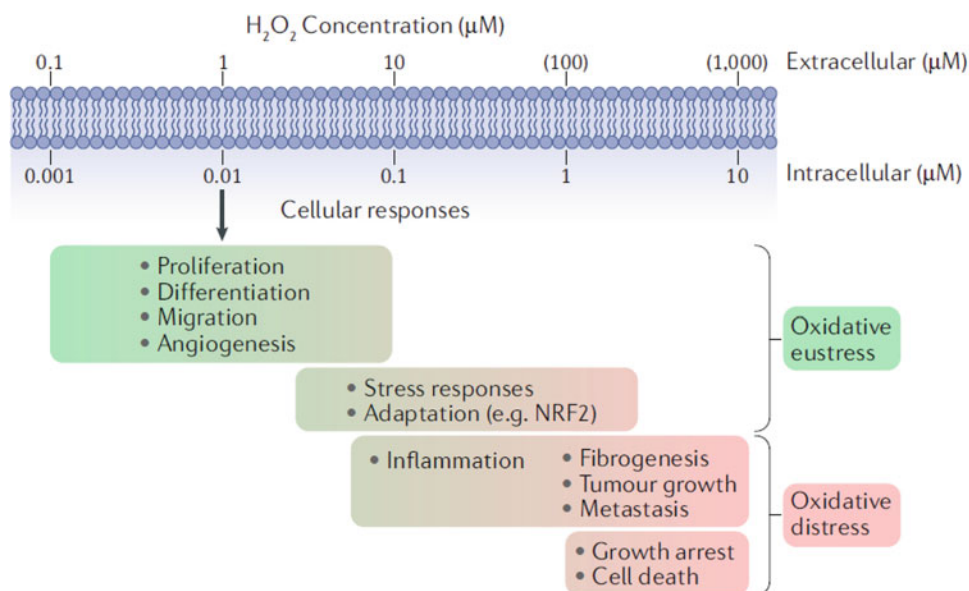 H₂O₂ Concentration (μM)
0.1 1 10 (100) (1,000) Extracellular (μM)
0.001 0.01 0.1 1 10 Intracellular (μM)
Cellular responses
• Proliferation
• Differentiation
• Migration
• Angiogenesis
• Stress responses
• Adaptation (e.g. NRF2)
Oxidative
eustress
• Inflammation
• Fibrogenesis
• Tumour growth
• Metastasis
• Growth arrest
• Cell death
Oxidative
distress